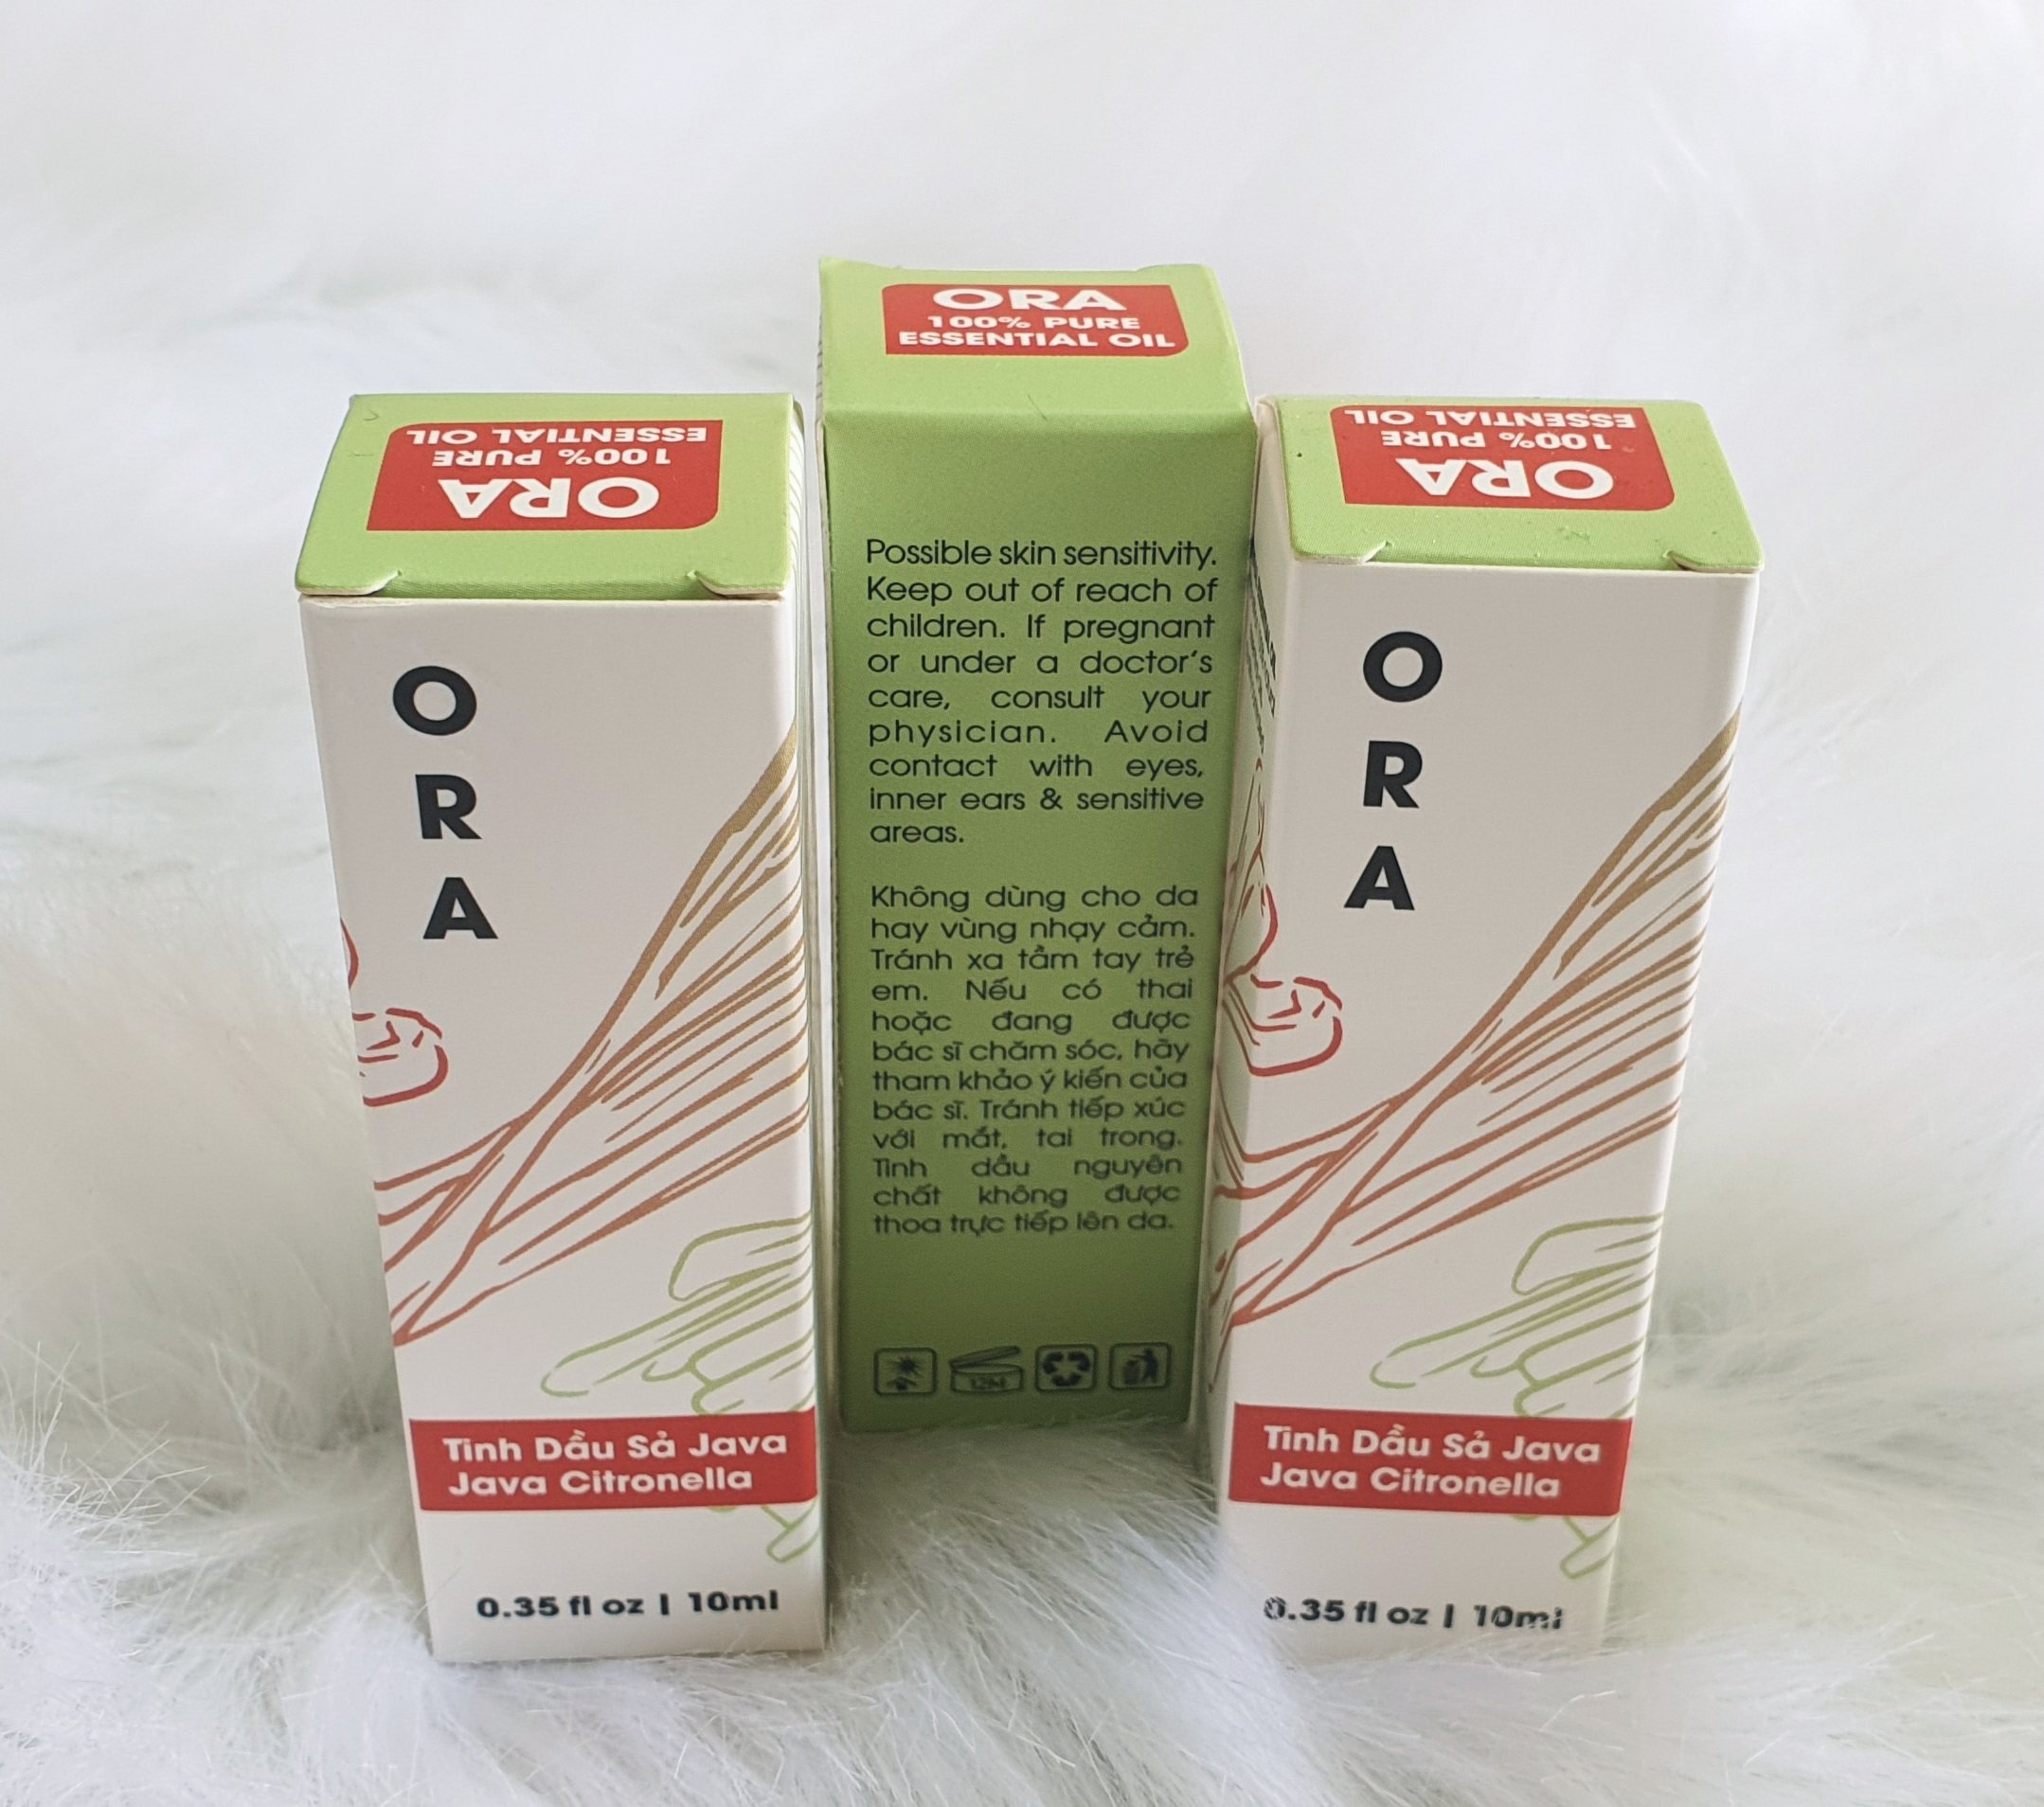 ORA
100% PURE
ESSENTIAL OIL
O
R
A
Tinh Dầu Sả Java
Java Citronella
0.35 fl oz | 10ml
ORA
100% PURE
ESSENTIAL OIL
Possible skin sensitivity.
Keep out of reach of
children. If pregnant
or under a doctor's
care, consult your
physician. Avoid
contact with eyes,
inner ears & sensitive
areas.
Không dùng cho da
hay vùng nhạy cảm.
Tránh xa tầm tay trẻ
em. Nếu có thai
hoặc đang được
bác sĩ chăm sóc, hãy
tham khảo ý kiến của
bác sĩ. Tránh tiếp xúc
với mắt, tai trong.
Tinh dầu nguyên
chất không được
thoa trực tiếp lên da.
12M
ORA
100% PURE
ESSENTIAL OIL
O
R
A
Tinh Dầu Sả Java
Java Citronella
0.35 fl oz | 10ml